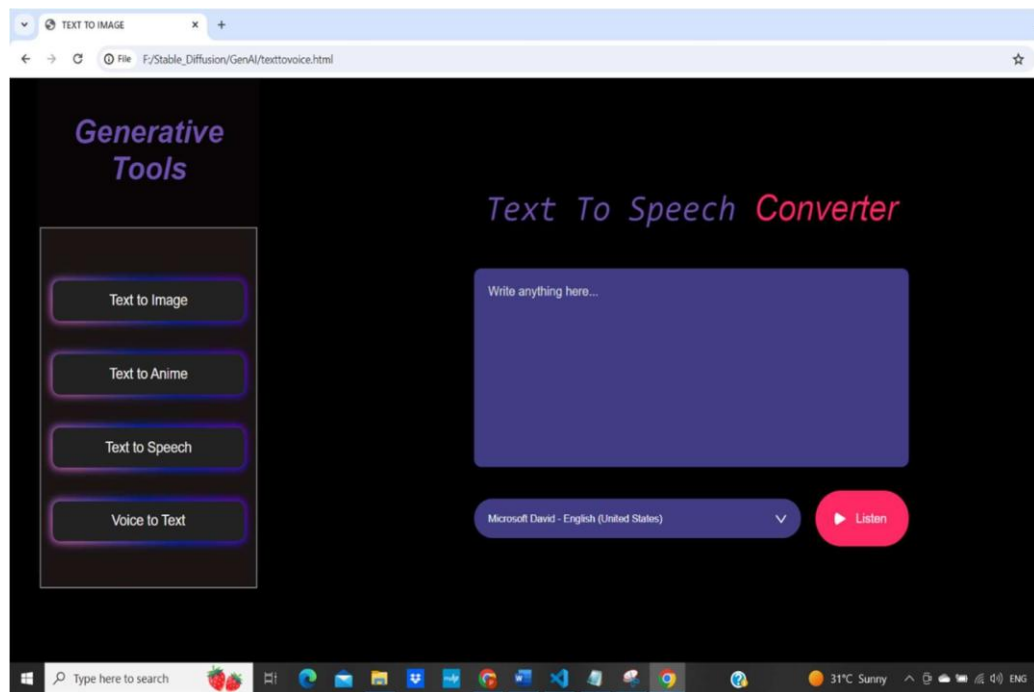 TEXT TO IMAGE
File F:/Stable_Diffusion/GenAI/texttovoice.html
Generative
Tools
Text to Image
Text to Anime
Text to Speech
Voice to Text
Text To Speech Converter
Write anything here...
Microsoft David - English (United States)
Listen
Type here to search
31°C Sunny
ENG